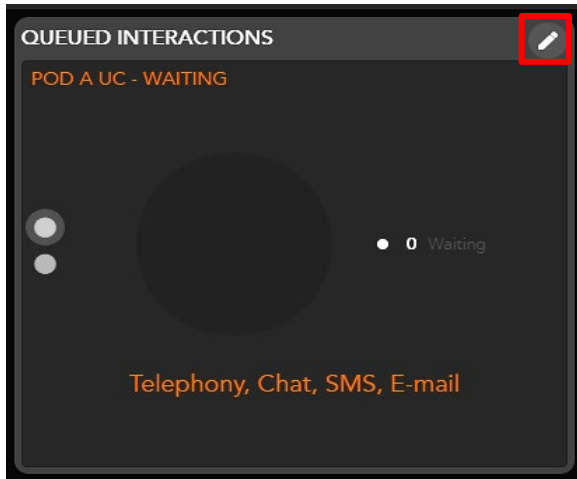 QUEUED INTERACTIONS
POD A UC - WAITING
0 Waiting
Telephony, Chat, SMS, E-mail